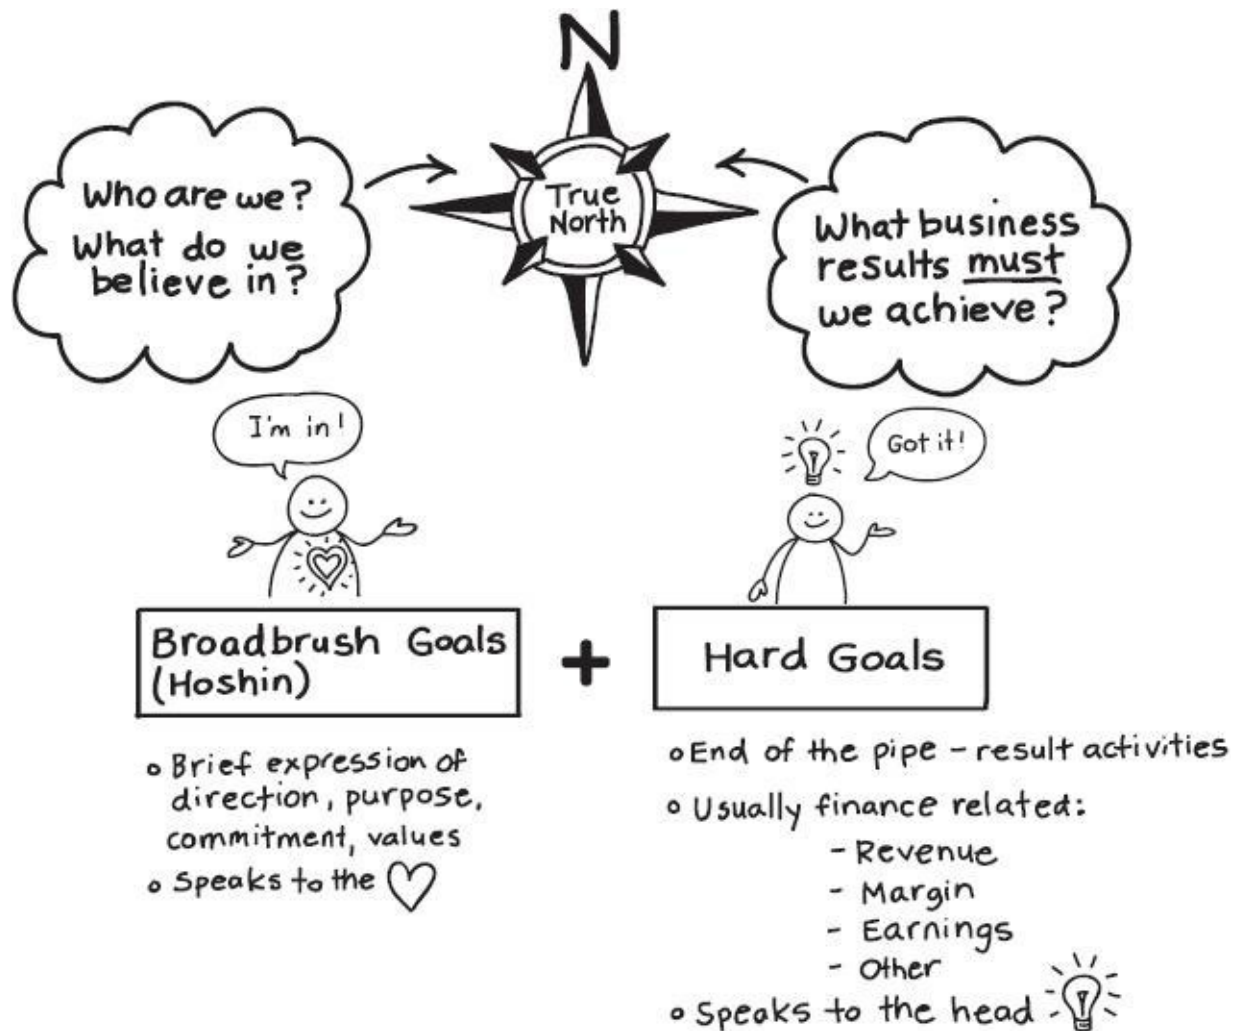 N
True
North
Who are we?
What do we
believe in?
What business
results must
we achieve?
I'm in!
Got it!
Broadbrush Goals
(Hoshin)
+
Hard Goals
• Brief expression of
direction, purpose,
commitment, values
• Speaks to the
• End of the pipe – result activities
• Usually finance related:
- Revenue
- Margin
- Earnings
- Other
• Speaks to the head